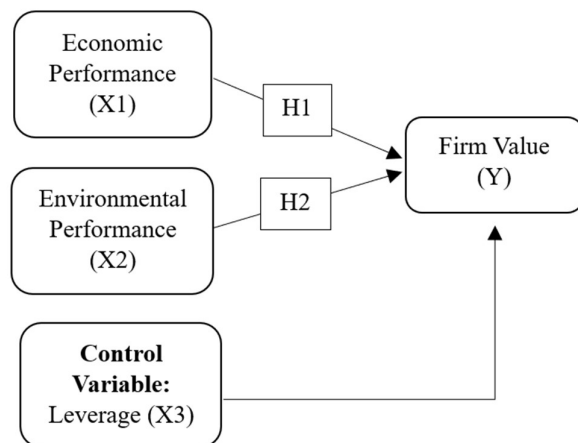 Economic
Performance
(X1)
H1
Firm Value
(Y)
Environmental
Performance
(X2)
H2
Control
Variable:
Leverage (X3)